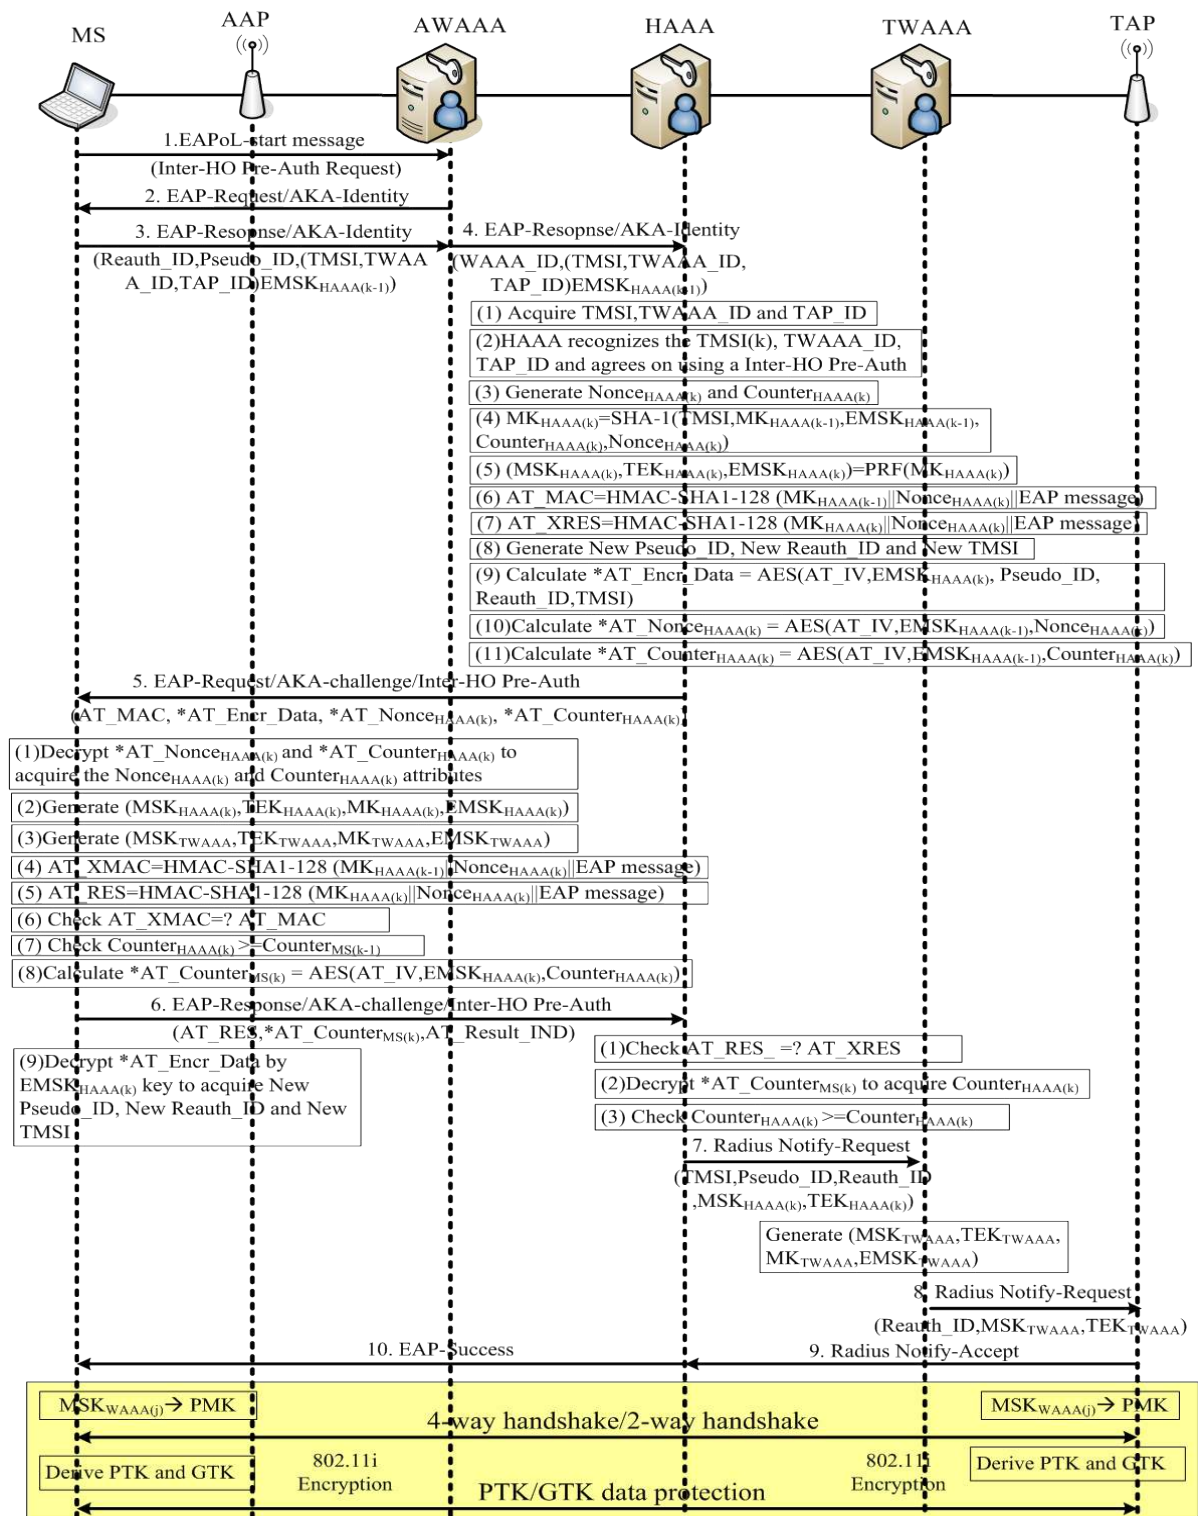 MS
AAP
AWAAA
HAAA
TWAAA
TAP
1.EAPoL-start message
(Inter-HO Pre-Auth Request)
2. EAP-Request/AKA-Identity
3. EAP-Resopnse/AKA-Identity
(Reauth_ID,Pseudo_ID,(TMSI,TWAA
A_ID,TAP_ID)EMSKHAAA(k-1))
4. EAP-Resopnse/AKA-Identity
(WAAA_ID,(TMSI,TWAAA_ID,
TAP_ID)EMSKHAAA(k-1))
(1) Acquire TMSI,TWAAA_ID and TAP_ID
(2)HAAA recognizes the TMSI(k), TWAAA_ID,
TAP_ID and agrees on using a Inter-HO Pre-Auth
(3) Generate NonceHAAA(k) and CounterHAAA(k)
(4) MKHAAA(k)=SHA-1(TMSI,MKHAAA(k-1),EMSKHAAA(k-1),
CounterHAAA(k),NonceHAAA(k))
(5) (MSKHAAA(k),TEKHAAA(k),EMSKHAAA(k))=PRF(MKHAAA(k))
(6) AT_MAC=HMAC-SHA1-128 (MKHAAA(k-1)||NonceHAAA(k)||EAP message)
(7) AT_XRES=HMAC-SHA1-128 (MKHAAA(k)||NonceHAAA(k)||EAP message)
(8) Generate New Pseudo_ID, New Reauth_ID and New TMSI
(9) Calculate *AT_Encr_Data = AES(AT_IV,EMSKHAAA(k), Pseudo_ID,
Reauth_ID,TMSI)
(10)Calculate *AT_NonceHAAA(k) = AES(AT_IV,EMSKHAAA(k-1),NonceHAAA(k))
(11)Calculate *AT_CounterHAAA(k) = AES(AT_IV,EMSKHAAA(k-1),CounterHAAA(k))
5. EAP-Request/AKA-challenge/Inter-HO Pre-Auth
(AT_MAC, *AT_Encr_Data, *AT_NonceHAAA(k), *AT_CounterHAAA(k)
(1)Decrypt *AT_NonceHAAA(k) and *AT_CounterHAAA(k) to
acquire the NonceHAAA(k) and CounterHAAA(k) attributes
(2)Generate (MSKHAAA(k),TEKHAAA(k),MKHAAA(k),EMSKHAAA(k))
(3)Generate (MSKTWAAA,TEKTWAAA,MKTWAAA,EMSKTWAAA)
(4) AT_XMAC=HMAC-SHA1-128 (MKHAAA(k-1)||NonceHAAA(k)||EAP message)
(5) AT_RES=HMAC-SHA1-128 (MKHAAA(k)||NonceHAAA(k)||EAP message)
(6) Check AT_XMAC=? AT_MAC
(7) Check CounterHAAA(k) >=CounterMS(k-1)
(8)Calculate *AT_CounterMS(k) = AES(AT_IV,EMSKHAAA(k),CounterHAAA(k))
6. EAP-Response/AKA-challenge/Inter-HO Pre-Auth
(AT_RES,*AT_CounterMS(k),AT_Result_IND)
(9)Decrypt *AT_Encr_Data by
EMSKHAAA(k) key to acquire New
Pseudo_ID, New Reauth_ID and New
TMSI
(1)Check AT_RES_ =? AT_XRES
(2)Decrypt *AT_CounterMS(k) to acquire CounterHAAA(k)
(3) Check CounterHAAA(k) >=CounterHAAA(k)
7. Radius Notify-Request
(TMSI,Pseudo_ID,Reauth_ID
,MSKHAAA(k),TEKHAAA(k))
Generate (MSKTWAAA,TEKTWAAA,
MKTWAAA,EMSKTWAAA)
8. Radius Notify-Request
(Reauth_ID,MSKTWAAA,TEKTWAAA)
10. EAP-Success
9. Radius Notify-Accept
MSKWAAA(j)→ PMK
MSKWAAA(j)→ PMK
4-way handshake/2-way handshake
Derive PTK and GTK
802.11i
Encryption
802.11i
Encryption
Derive PTK and GTK
PTK/GTK data protection